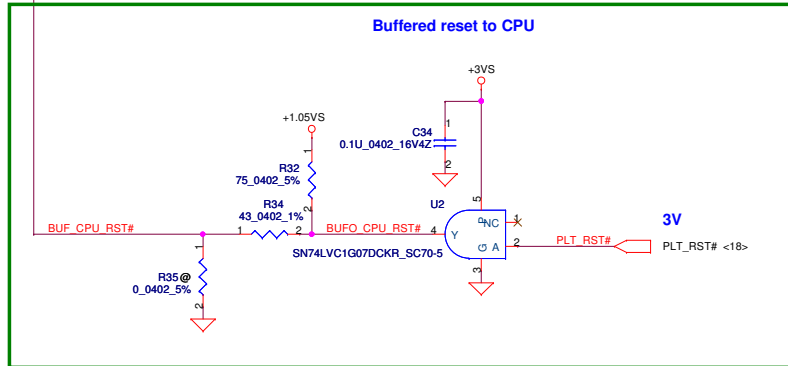 Buffered reset to CPU
+3VS
+1.05VS
1
C34
0.1U_0402_16V4Z
2
1
R32
75_0402_5%
2
R34
43_0402_1%
U2
5
P
NC
1
3V
BUF_CPU_RST#
1
2
BUFO_CPU_RST#
4
Y
G
A
2
PLT_RST#
PLT_RST# <18>
SN74LVC1G07DCKR_SC70-5
3
1
R35@
0_0402_5%
2